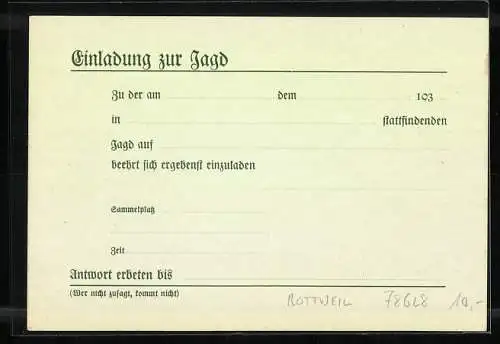 Einladung zur Jagd
Zu der am dem 193
in stattfindenden
Jagd auf
beehrt sich ergebenst einzuladen
Sammelplatz
Zeit
Antwort erbeten bis
(Wer nicht zusagt, kommt nicht)
ROTTWEIL 78628 10,-